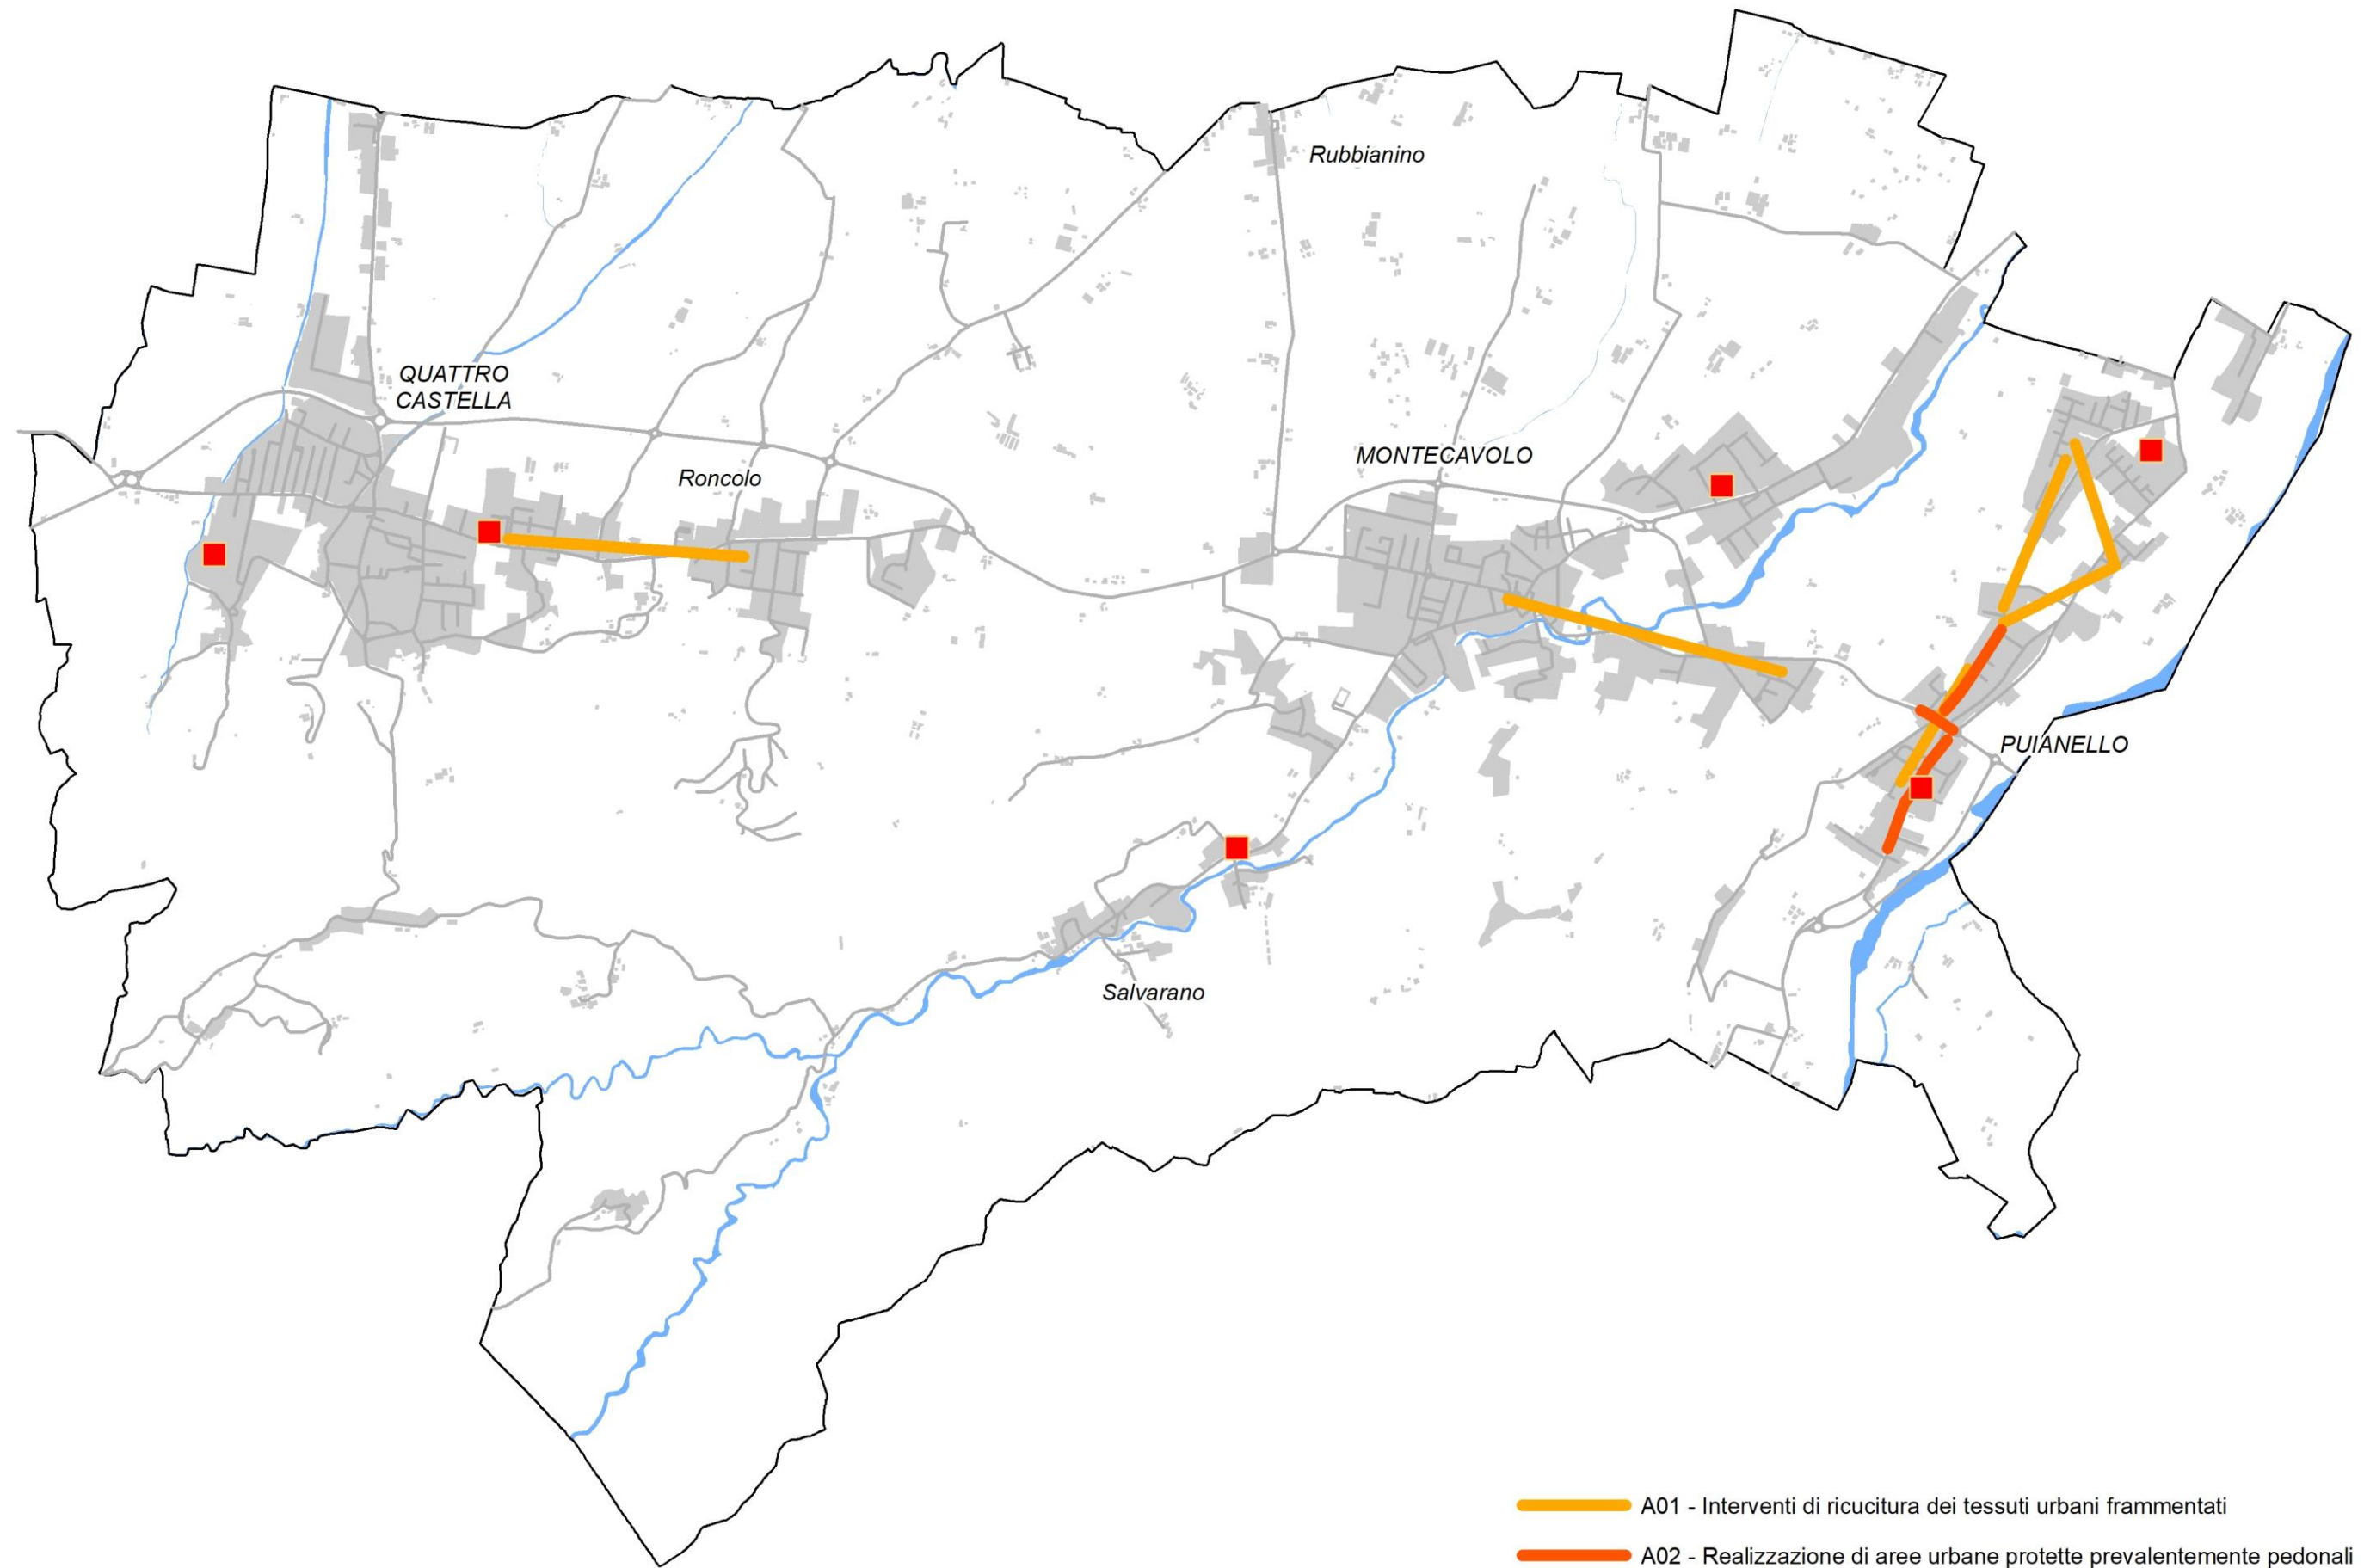 Rubbianino
QUATTRO
CASTELLA
Roncolo
MONTECAVOLO
PUIANELLO
Salvarano
A01 - Interventi di ricucitura dei tessuti urbani frammentati
A02 - Realizzazione di aree urbane protette prevalentemente pedonali